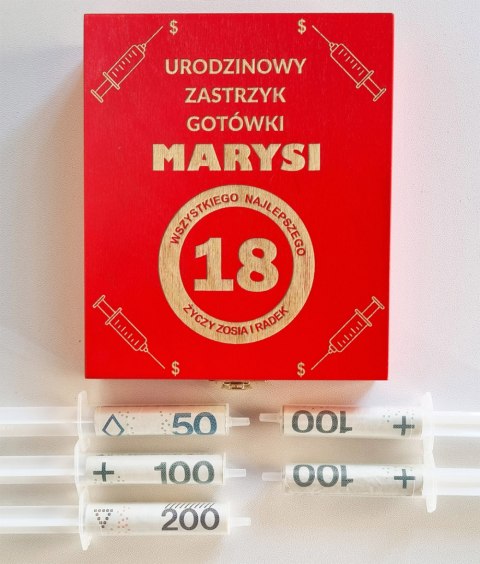 $ $
URODZINOWY
ZASTRZYK
GOTÓWKI
MARYSI
WSZYSTKIEGO NAJLEPSZEGO
18
ŻYCZY ZOSIA I RADEK
$ $
50 100
+ 100 100
200